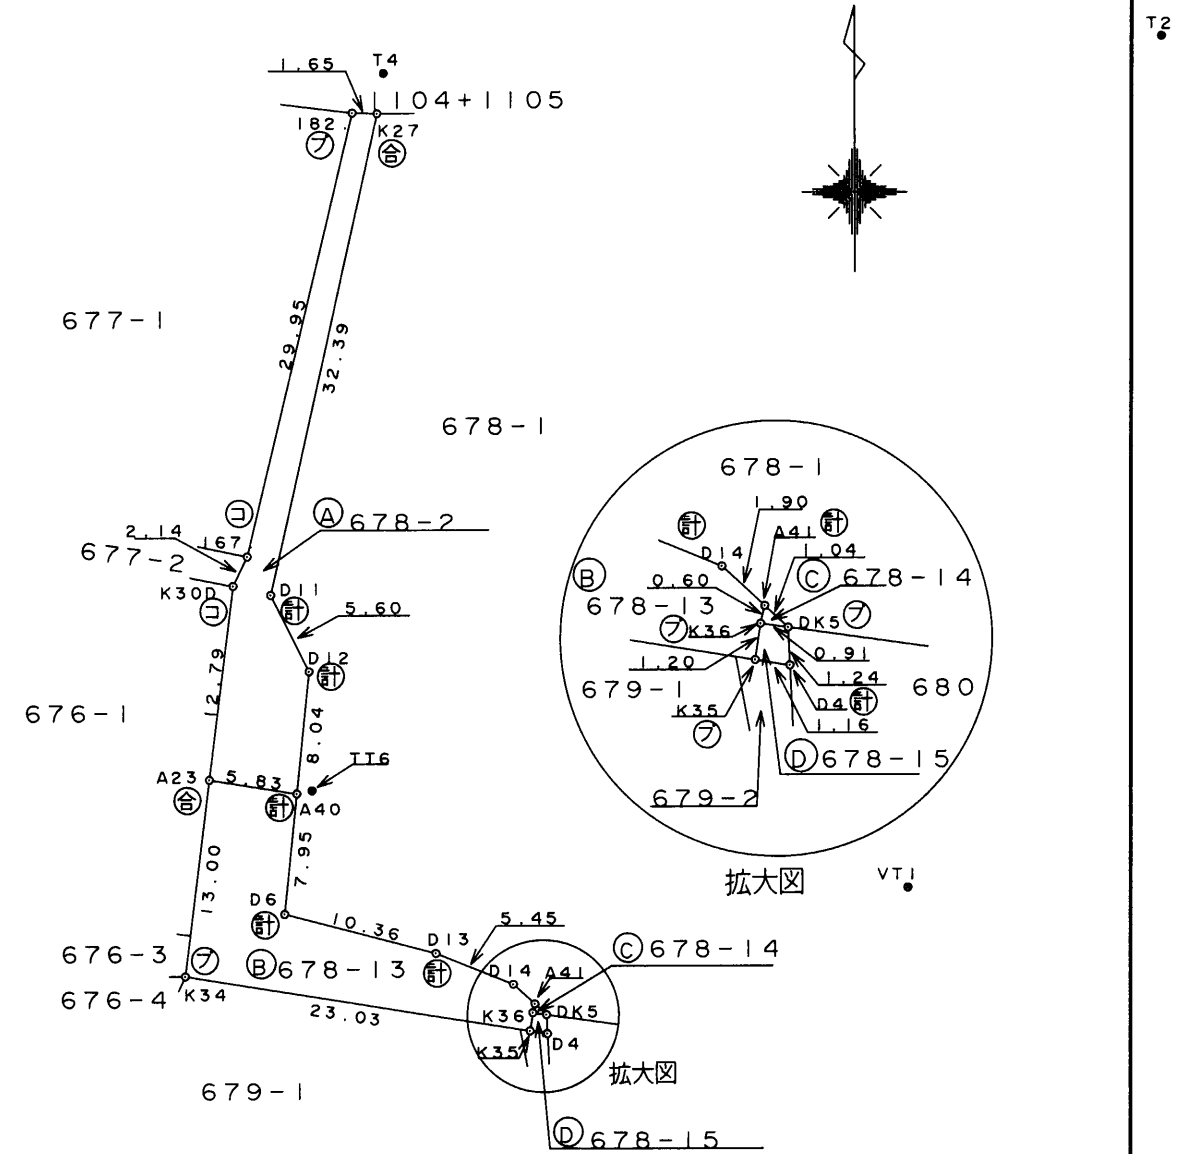 T2
1.65
T4
1104+1105
182
プ
K27
合
677-1
29.95
32.39
678-1
コ
A 678-2
2.14
167
677-2
K30D
コ
D11
計
5.60
D12
計
12.79
676-1
8.04
TT6
A23
合
5.83
計
A40
13.00
7.95
D6
計
10.36
D13
計
5.45
676-3
プ
B 678-13
D14
A41
C 678-14
676-4
K34
23.03
K36
DK5
K35
D4
拡大図
679-1
D 678-15
678-1
1.90
計
A41
計
D14
1.04
B
678-13
0.60
C 678-14
プ
K36
DK5
プ
1.20
0.91
679-1
1.24
680
K35
プ
D4
計
1.16
D 678-15
679-2
拡大図
VT1